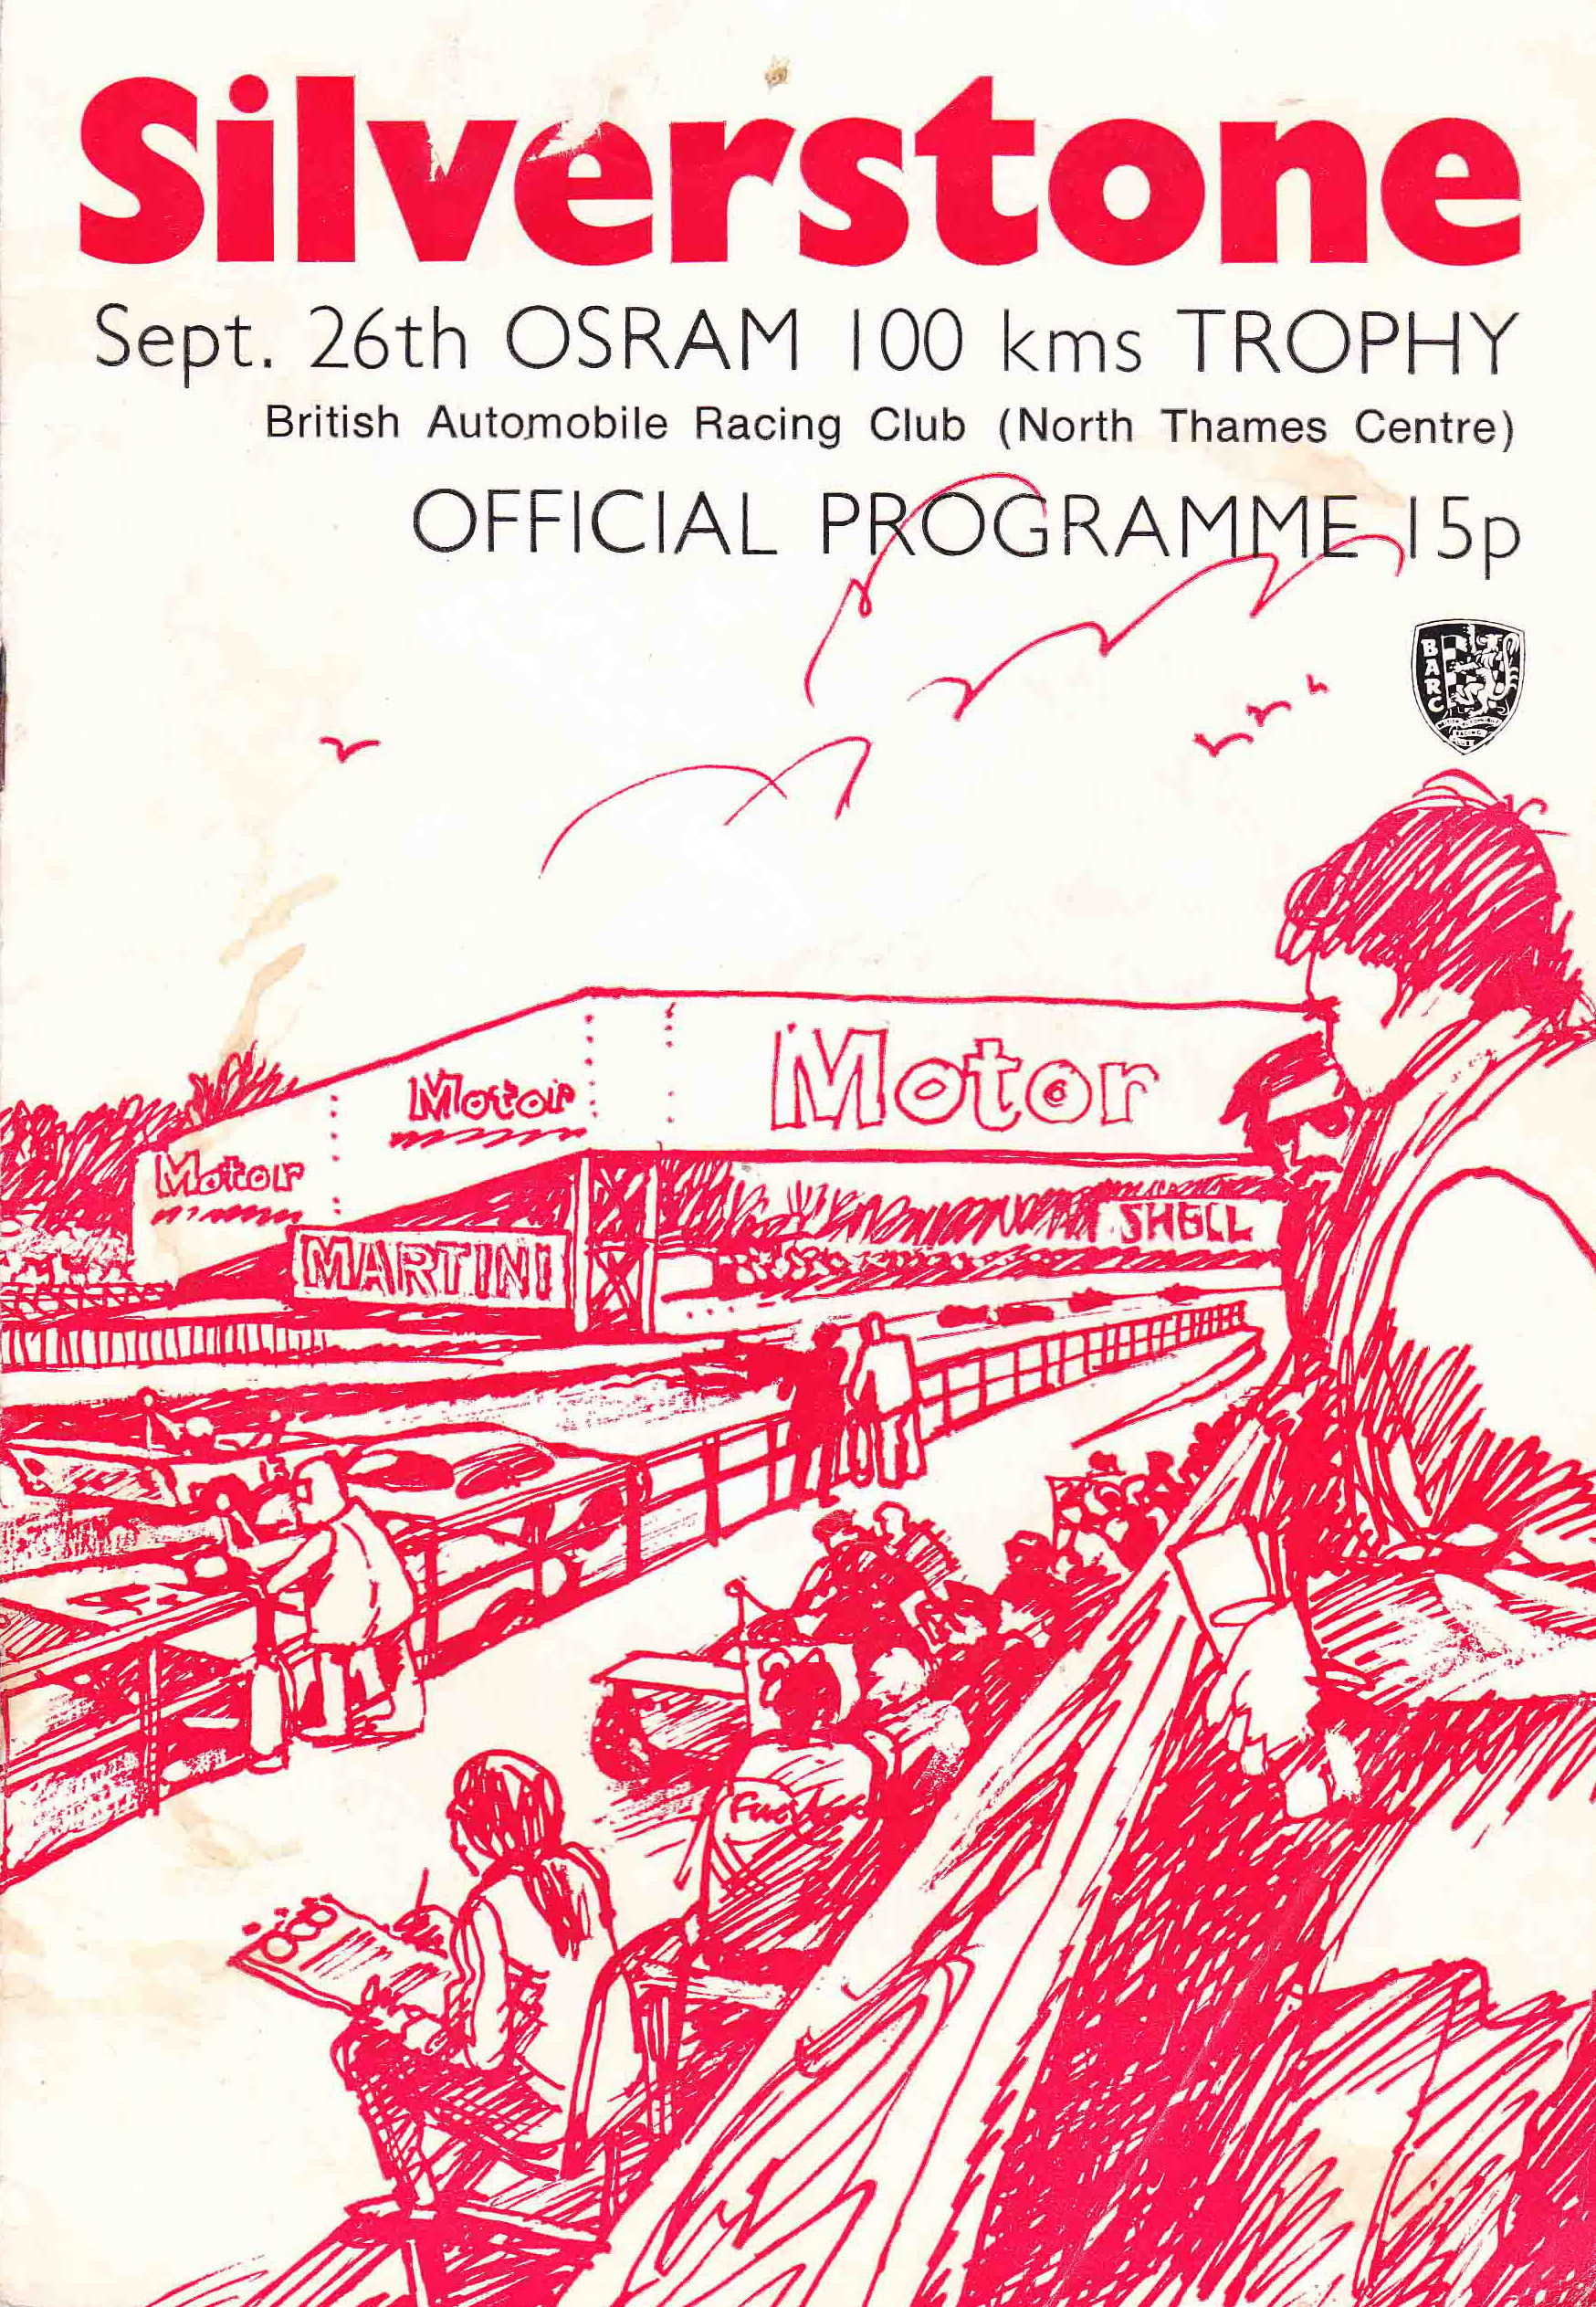 Silverstone
Sept. 26th OSRAM 100 kms TROPHY
British Automobile Racing Club (North Thames Centre)
OFFICIAL PROGRAMME 15p
BARC
Motor
Motor
Motor
SHELL
MARTINI